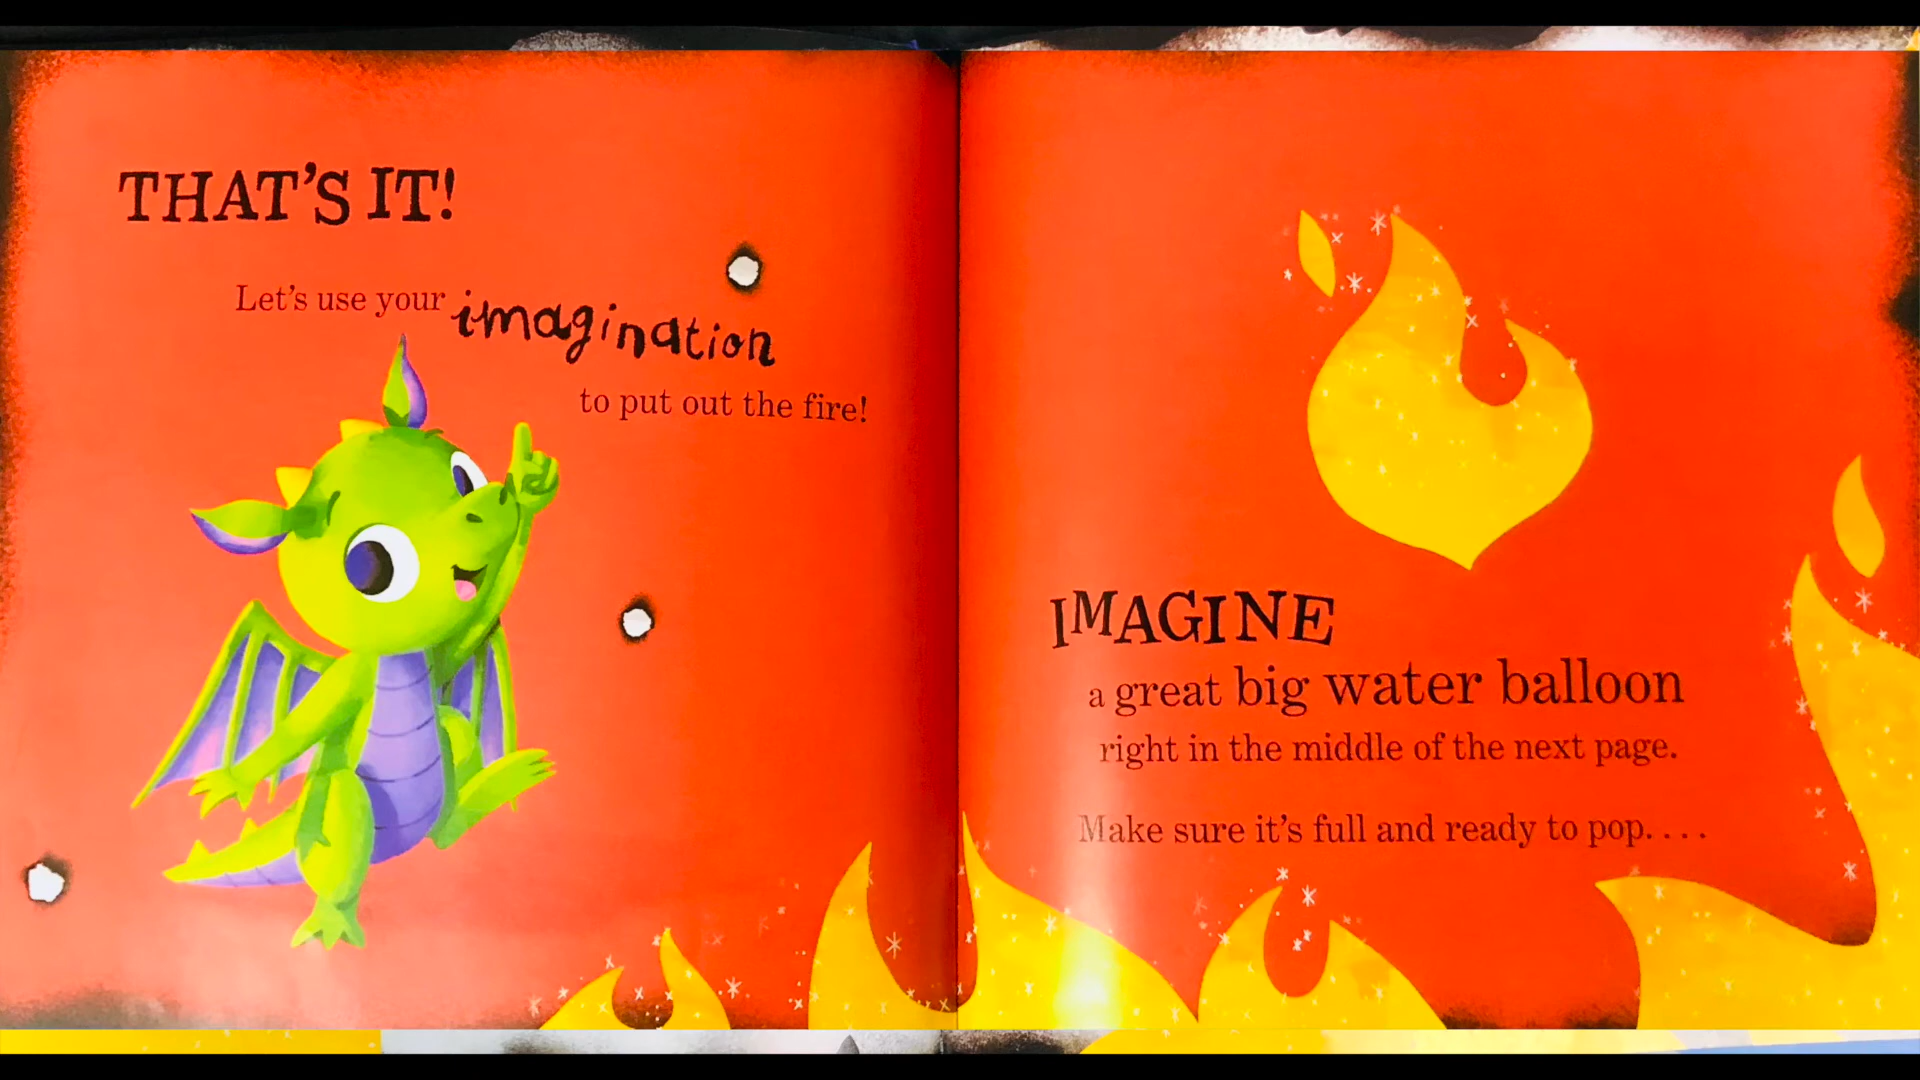 THAT'S IT!
Let's use your imagination
to put out the fire!
IMAGINE
a great big water balloon
right in the middle of the next page.
Make sure it's full and ready to pop. . . .